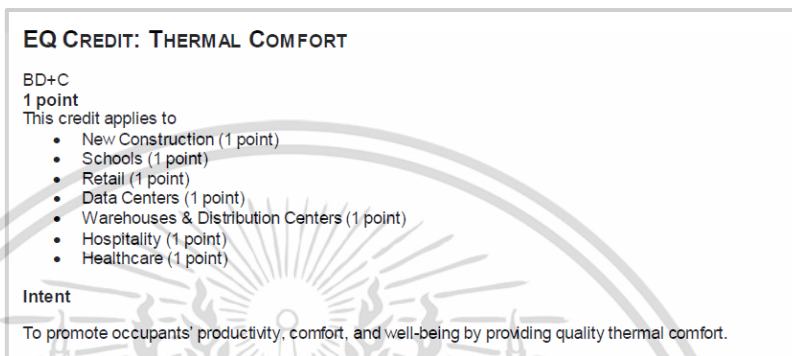 EQ CREDIT: THERMAL COMFORT
BD+C
1 point
This credit applies to
• New Construction (1 point)
• Schools (1 point)
• Retail (1 point)
• Data Centers (1 point)
• Warehouses & Distribution Centers (1 point)
• Hospitality (1 point)
• Healthcare (1 point)
Intent
To promote occupants' productivity, comfort, and well-being by providing quality thermal comfort.